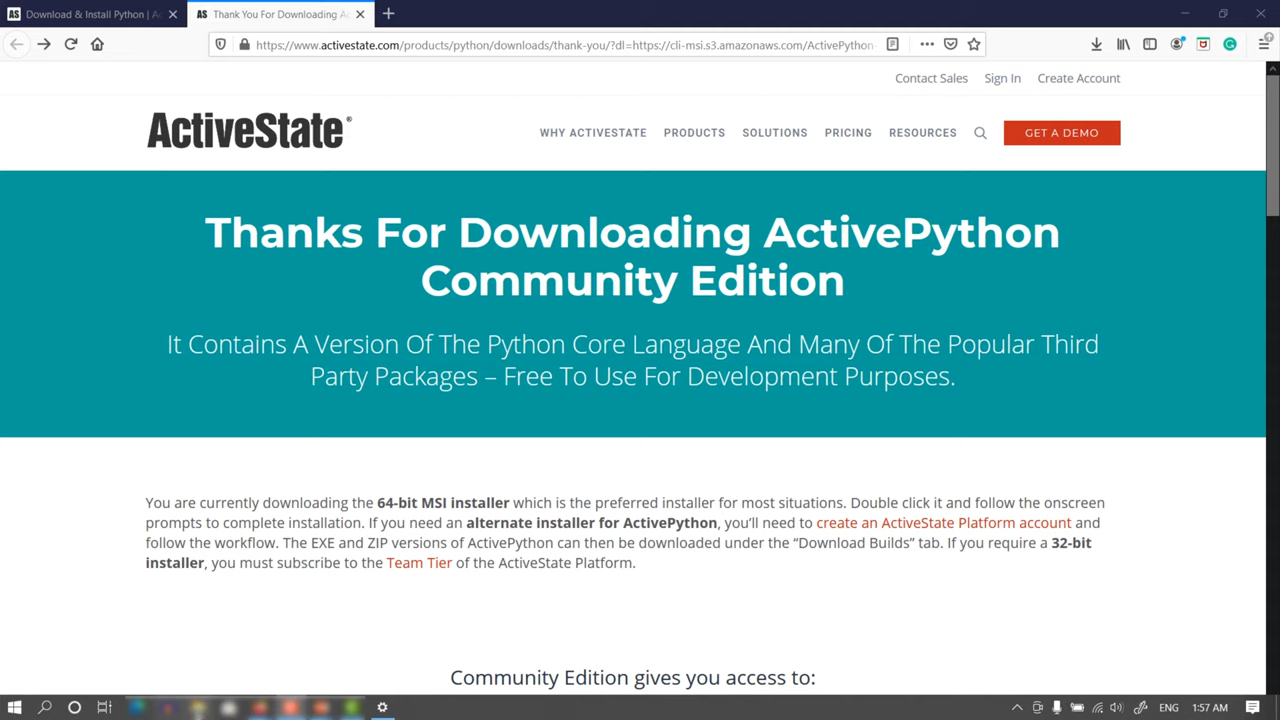 Download & Install Python | Ac
Thank You For Downloading Ac
https://www.activestate.com/products/python/downloads/thank-you/?dl=https://cli-msi.s3.amazonaws.com/ActivePython-
Contact Sales Sign In Create Account
ActiveState®
WHY ACTIVESTATE PRODUCTS SOLUTIONS PRICING RESOURCES GET A DEMO
Thanks For Downloading ActivePython
Community Edition
It Contains A Version Of The Python Core Language And Many Of The Popular Third
Party Packages – Free To Use For Development Purposes.
You are currently downloading the 64-bit MSI installer which is the preferred installer for most situations. Double click it and follow the onscreen
prompts to complete installation. If you need an alternate installer for ActivePython, you’ll need to create an ActiveState Platform account and
follow the workflow. The EXE and ZIP versions of ActivePython can then be downloaded under the “Download Builds” tab. If you require a 32-bit
installer, you must subscribe to the Team Tier of the ActiveState Platform.
Community Edition gives you access to:
ENG 1:57 AM